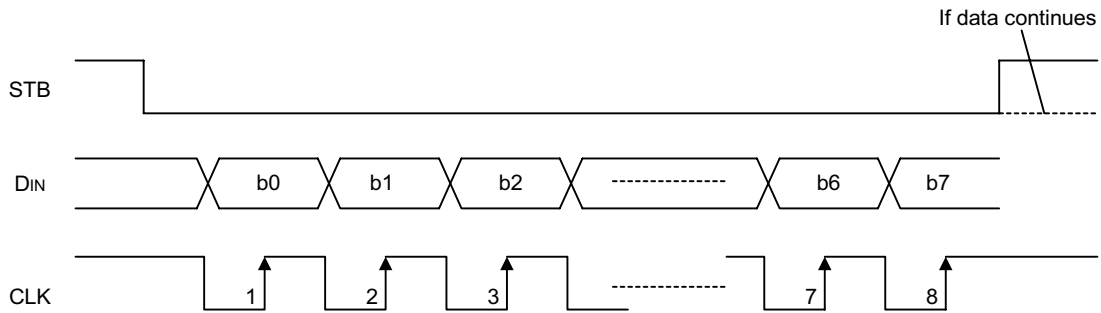 If data continues
STB
DIN
b0 b1 b2 b6 b7
CLK
1 2 3 7 8